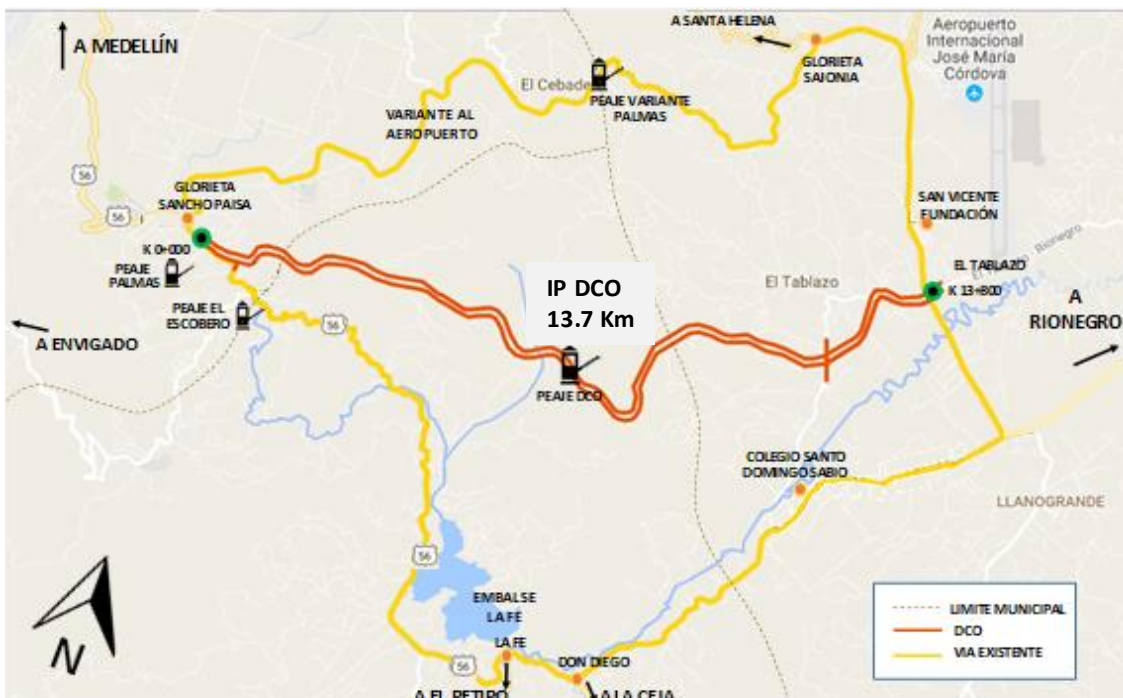 A SANTA HELENA
Aeropuerto
Internacional
José María
Córdova
A MEDELLÍN
GLORIETA
SAJONIA
El Cebade
PEAJE VARIANTE
PALMAS
VARIANTE AL
AEROPUERTO
56
GLORIETA
SANCHO PAISA
56
SAN VICENTE
FUNDACIÓN
K 0+000
PEAJE
PALMAS
Rionegro
EL TABLAZO
El Tablazo
K 13+800
IP DCO
13.7 Km
PEAJE EL
ESCOBERO
56
A
RIONEGRO
A ENVIGADO
PEAJE DCO
COLEGIO SANTO
DOMINGO SABIO
LLANOGRANDE
56
EMBALSE
LA FÉ
LIMITE MUNICIPAL
DCO
VIA EXISTENTE
N
LA FE
56
DON DIEGO
A EL RETIRO
A LA CEJA